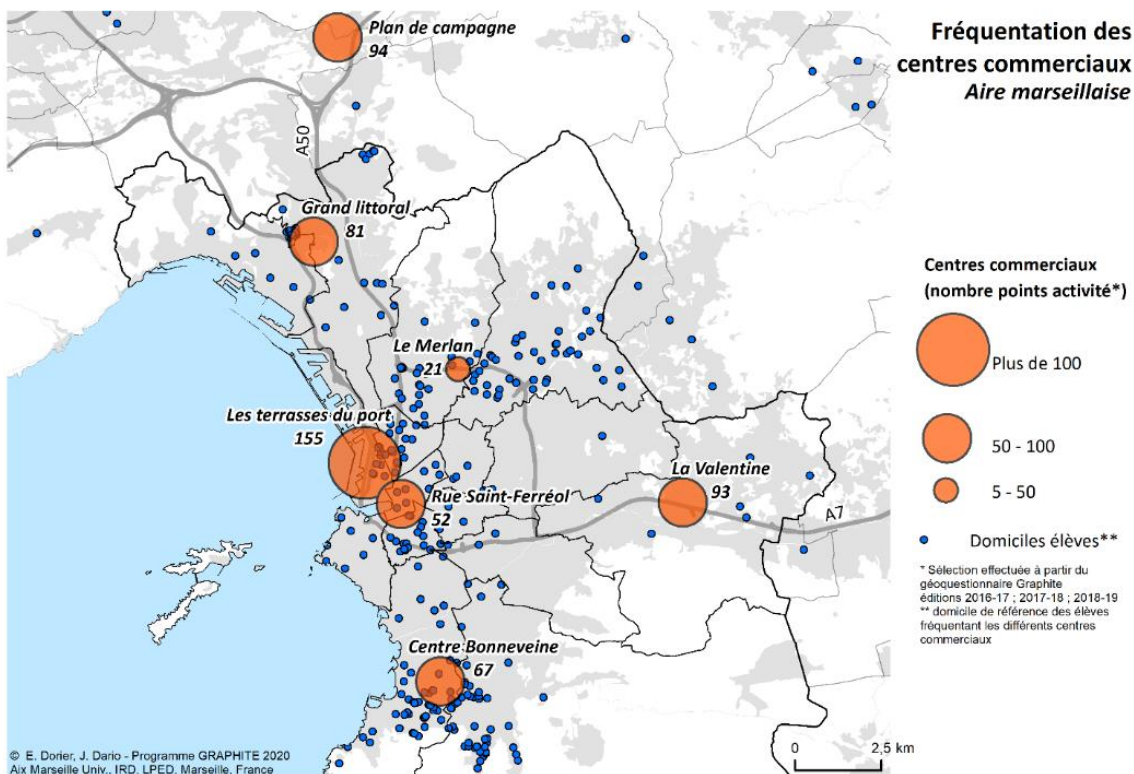 Fréquentation des
centres commerciaux
Aire marseillaise
Plan de campagne
94
A50
Grand littoral
81
Le Merlan
21
Les terrasses du port
155
Rue Saint-Ferréol
52
La Valentine
93
A7
Centre Bonneveine
67
Centres commerciaux
(nombre points activité*)
Plus de 100
50 - 100
5 - 50
Domiciles élèves**
* Sélection effectuée à partir du
géoquestionnaire Graphite
éditions 2016-17 ; 2017-18 ; 2018-19
** domicile de référence des élèves
fréquentant les différents centres
commerciaux
0 2,5 km
© E. Dorier, J. Dario - Programme GRAPHITE 2020
Aix Marseille Univ., IRD, LPED, Marseille, France